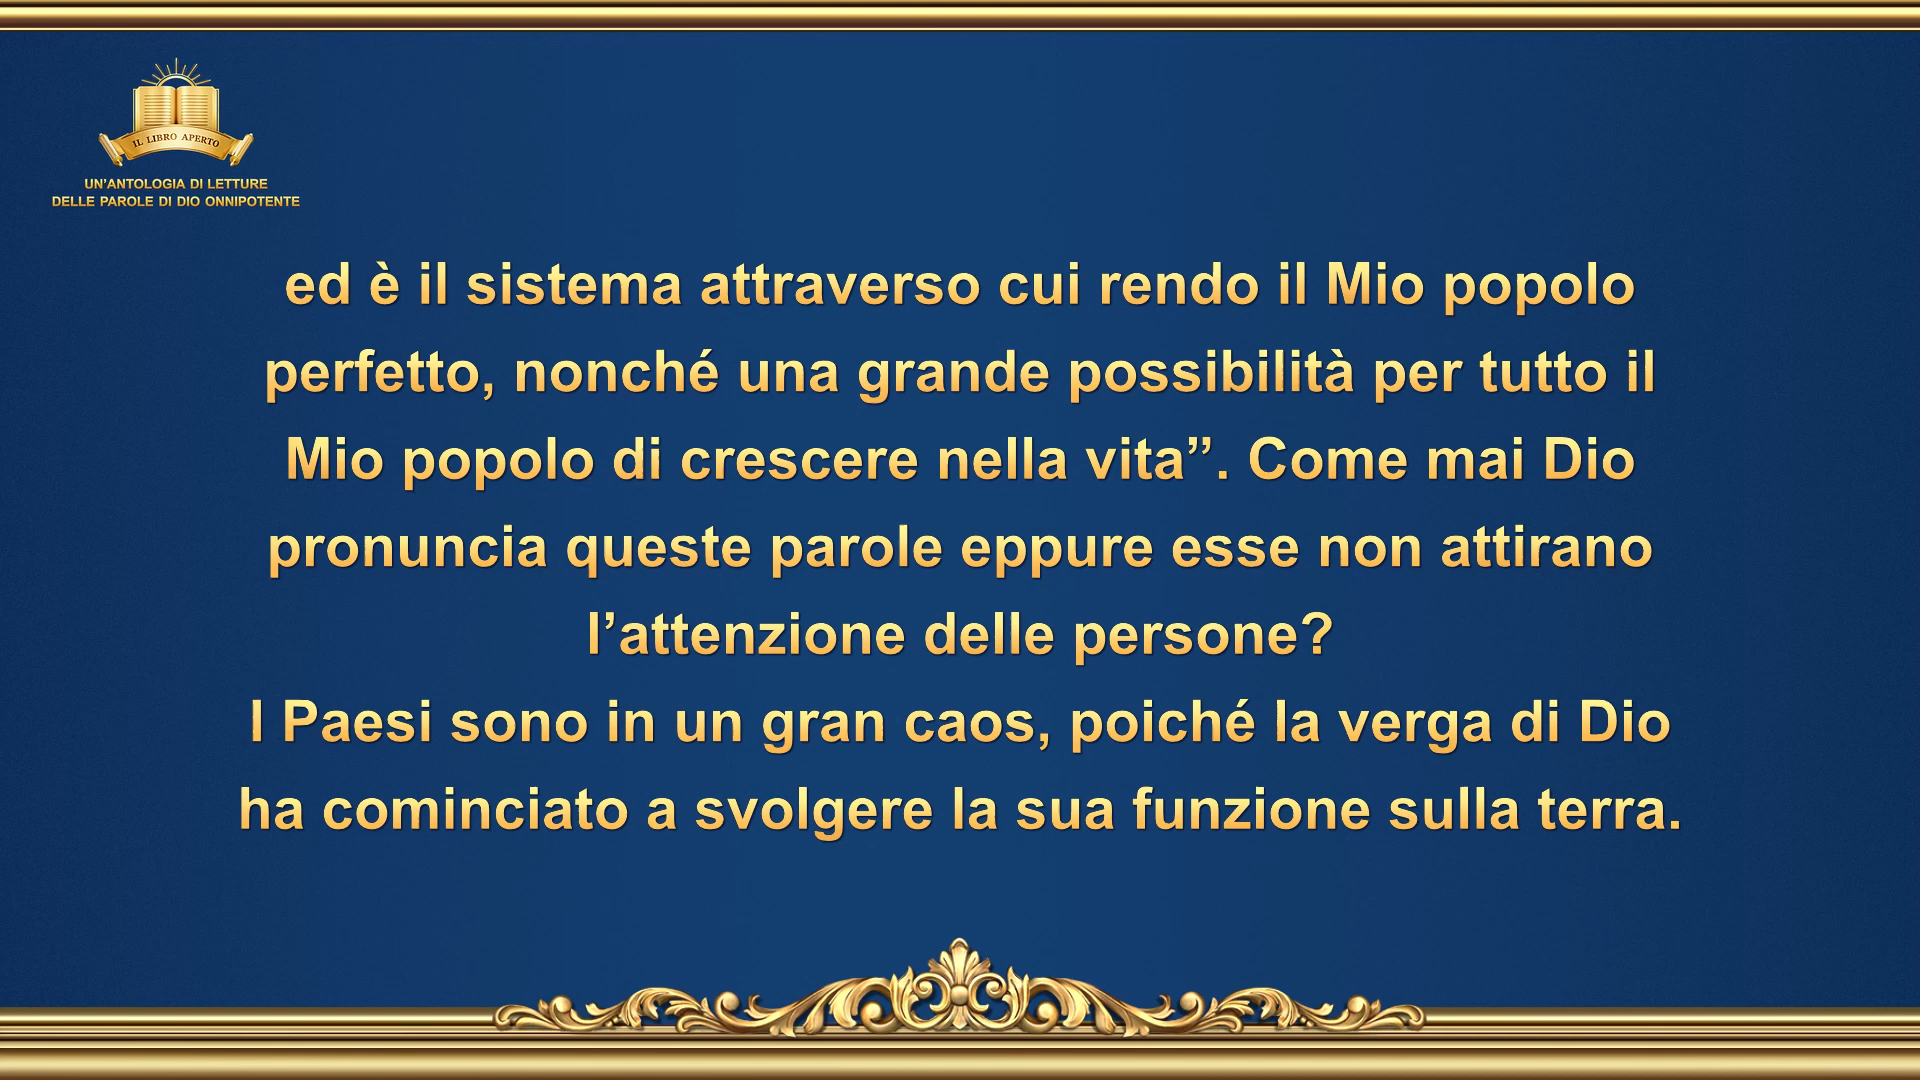 IL LIBRO APERTO
UN'ANTOLOGIA DI LETTURE
DELLE PAROLE DI DIO ONNIPOTENTE
ed è il sistema attraverso cui rendo il Mio popolo
perfetto, nonché una grande possibilità per tutto il
Mio popolo di crescere nella vita”. Come mai Dio
pronuncia queste parole eppure esse non attirano
l’attenzione delle persone?
I Paesi sono in un gran caos, poiché la verga di Dio
ha cominciato a svolgere la sua funzione sulla terra.